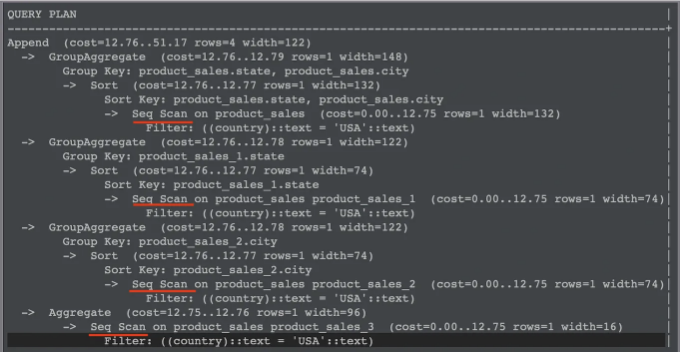 QUERY PLAN
Append (cost=12.76..51.17 rows=4 width=122)
-> GroupAggregate (cost=12.76..12.79 rows=1 width=148)
Group Key: product_sales.state, product_sales.city
-> Sort (cost=12.76..12.77 rows=1 width=132)
Sort Key: product_sales.state, product_sales.city
-> Seq Scan on product_sales (cost=0.00..12.75 rows=1 width=132)
Filter: ((country)::text = 'USA'::text)
-> GroupAggregate (cost=12.76..12.78 rows=1 width=122)
Group Key: product_sales_1.state
-> Sort (cost=12.76..12.77 rows=1 width=74)
Sort Key: product_sales_1.state
-> Seq Scan on product_sales product_sales_1 (cost=0.00..12.75 rows=1 width=74)
Filter: ((country)::text = 'USA'::text)
-> GroupAggregate (cost=12.76..12.78 rows=1 width=122)
Group Key: product_sales_2.city
-> Sort (cost=12.76..12.77 rows=1 width=74)
Sort Key: product_sales_2.city
-> Seq Scan on product_sales product_sales_2 (cost=0.00..12.75 rows=1 width=74)
Filter: ((country)::text = 'USA'::text)
-> Aggregate (cost=12.75..12.76 rows=1 width=96)
-> Seq Scan on product_sales product_sales_3 (cost=0.00..12.75 rows=1 width=16)
Filter: ((country)::text = 'USA'::text)